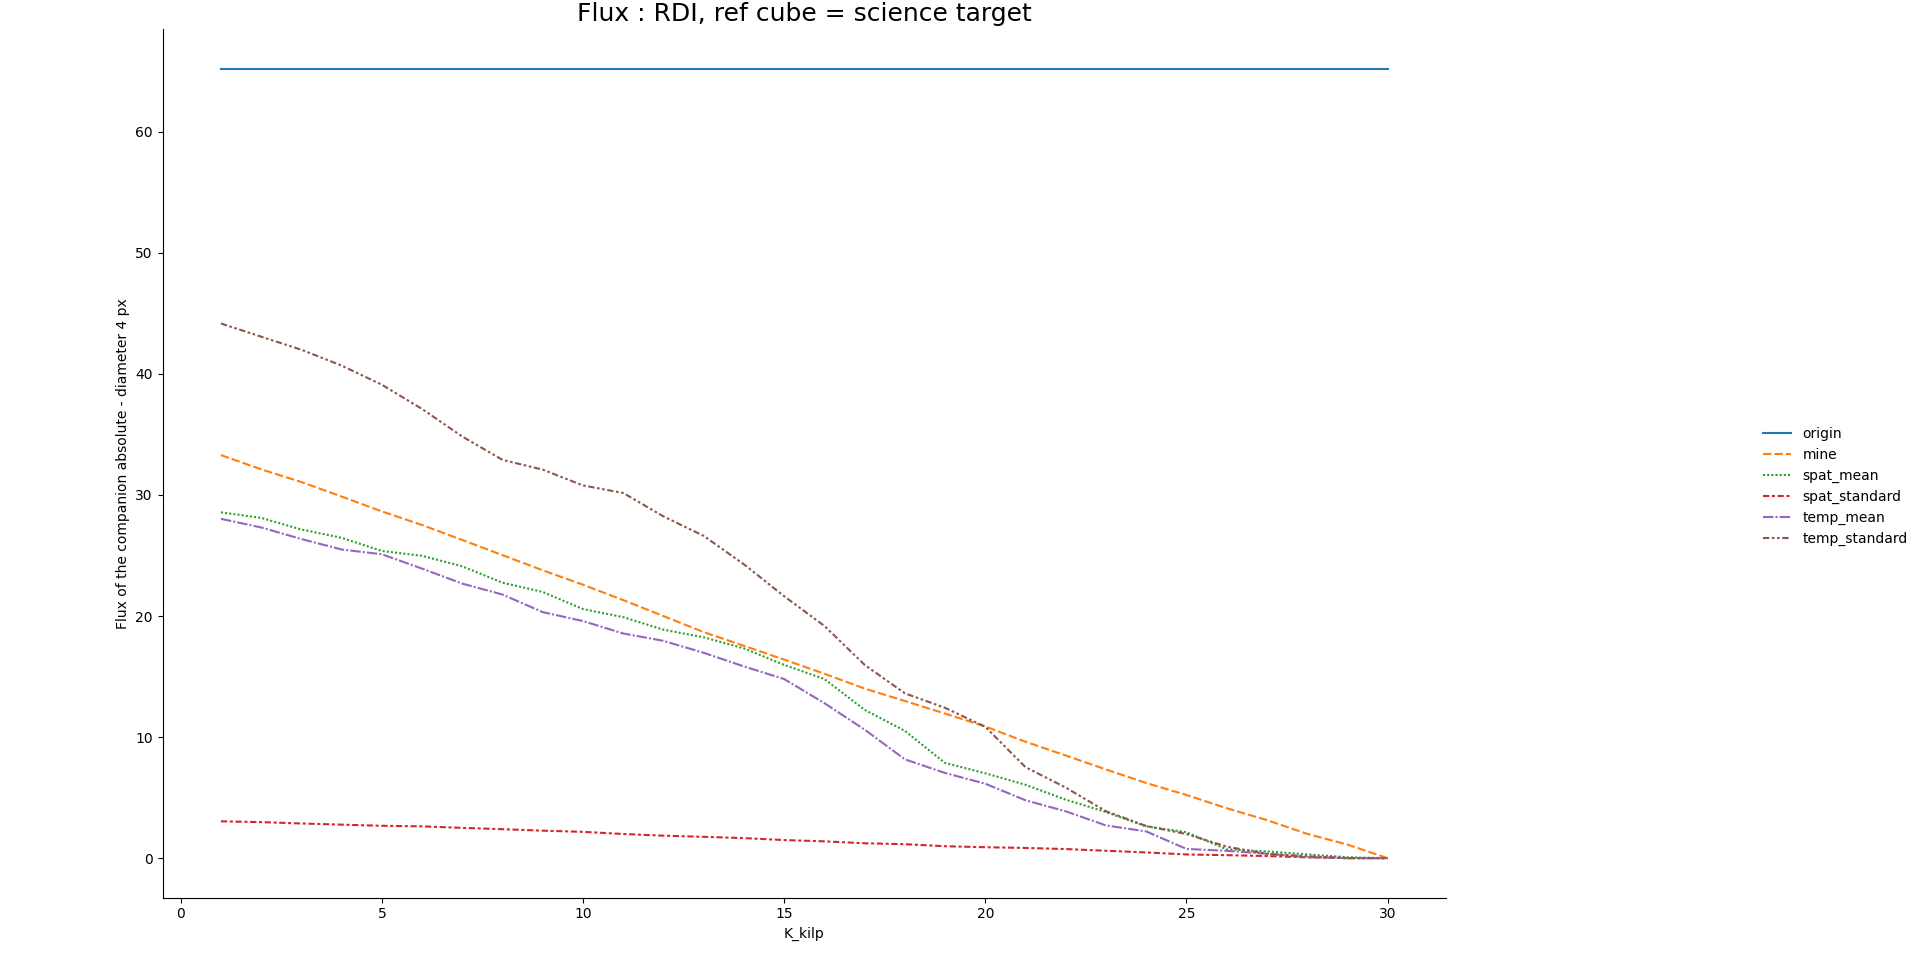 Flux : RDI, ref cube = science target
Flux of the companion absolute - diameter 4 px
60
50
40
30
20
10
0
0 5 10 15 20 25 30
K_kilp
origin
mine
spat_mean
spat_standard
temp_mean
temp_standard